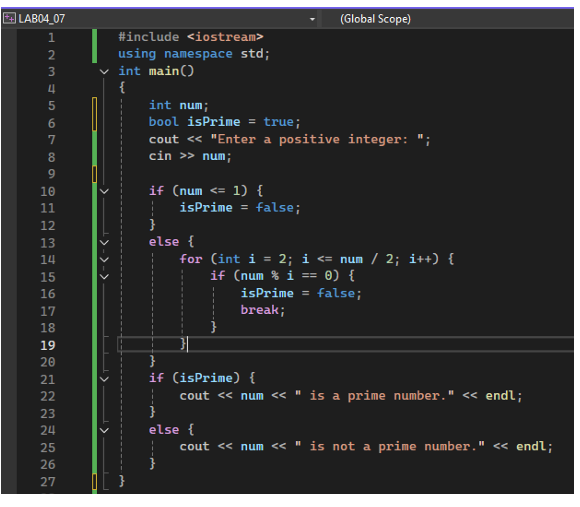 LAB04_07 (Global Scope)
1 #include <iostream>
2 using namespace std;
3 int main()
4 {
5 int num;
6 bool isPrime = true;
7 cout << "Enter a positive integer: ";
8 cin >> num;
9
10 if (num <= 1) {
11 isPrime = false;
12 }
13 else {
14 for (int i = 2; i <= num / 2; i++) {
15 if (num % i == 0) {
16 isPrime = false;
17 break;
18 }
19 }
20 }
21 if (isPrime) {
22 cout << num << " is a prime number." << endl;
23 }
24 else {
25 cout << num << " is not a prime number." << endl;
26 }
27 }